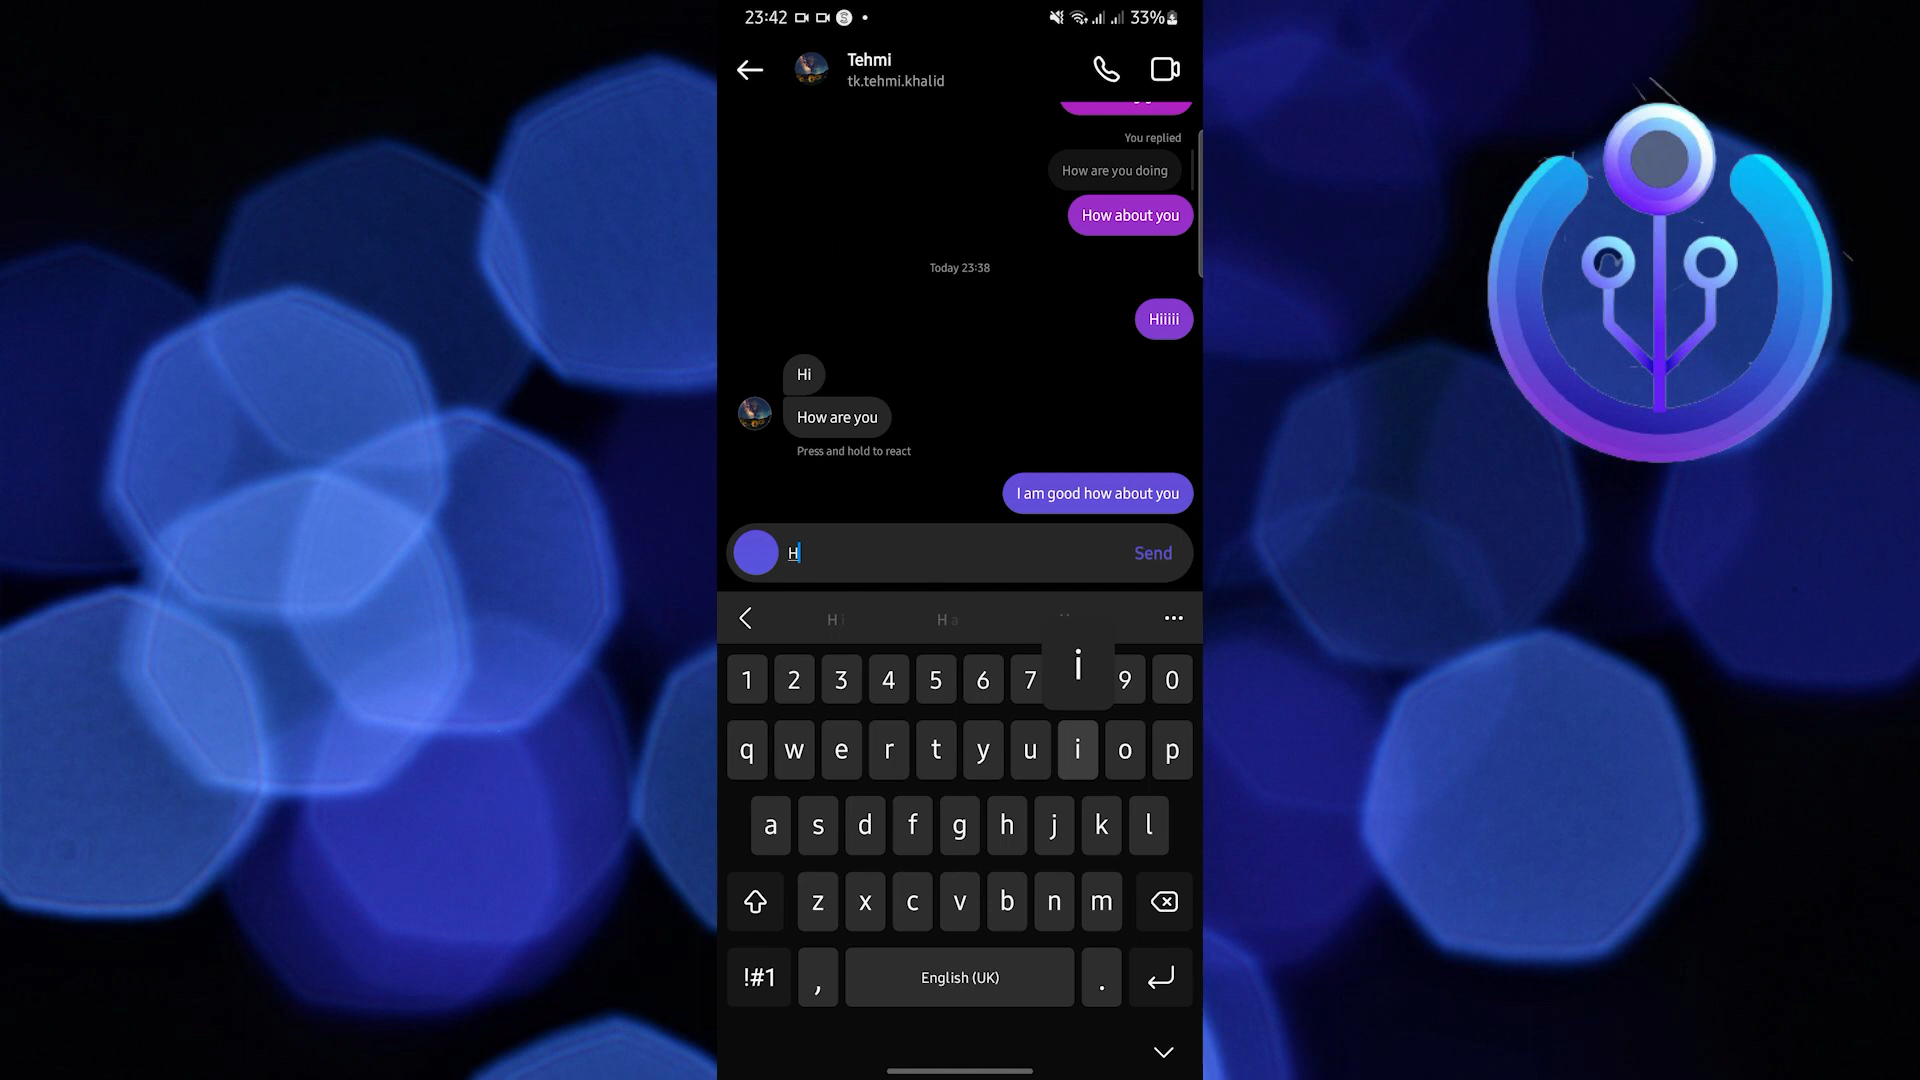 23:42 S 33%
Tehmi
tk.tehmi.khalid
You replied
How are you doing
How about you
Today 23:38
Hiiiii
Hi
How are you
Press and hold to react
I am good how about you
H Send
Hi Ha
i
1 2 3 4 5 6 7 9 0
q w e r t y u i o p
a s d f g h j k l
z x c v b n m
!#1 , English (UK) .